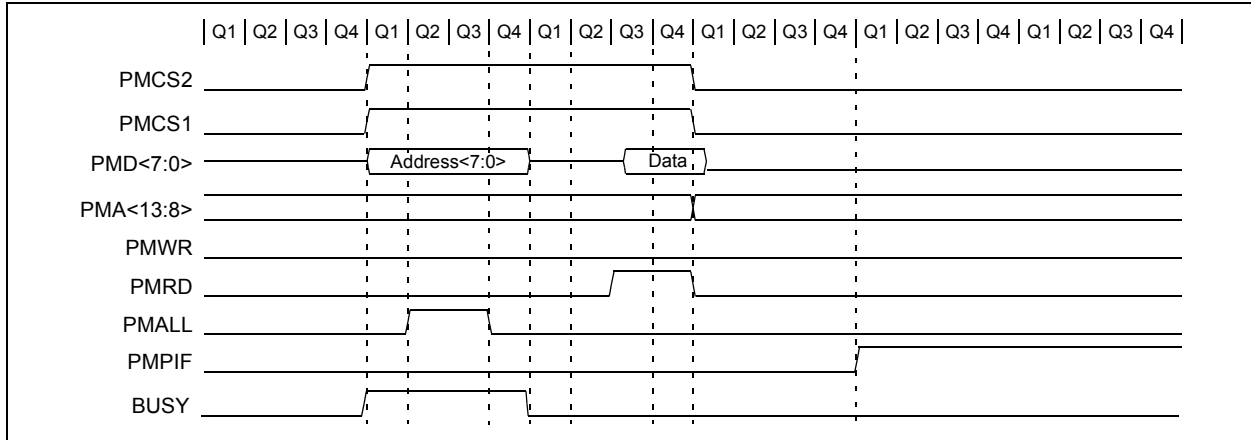 Q1 Q2 Q3 Q4 Q1 Q2 Q3 Q4 Q1 Q2 Q3 Q4 Q1 Q2 Q3 Q4 Q1 Q2 Q3 Q4 Q1 Q2 Q3 Q4
PMCS2
PMCS1
PMD<7:0> Address<7:0> Data
PMA<13:8>
PMWR
PMRD
PMALL
PMPIF
BUSY